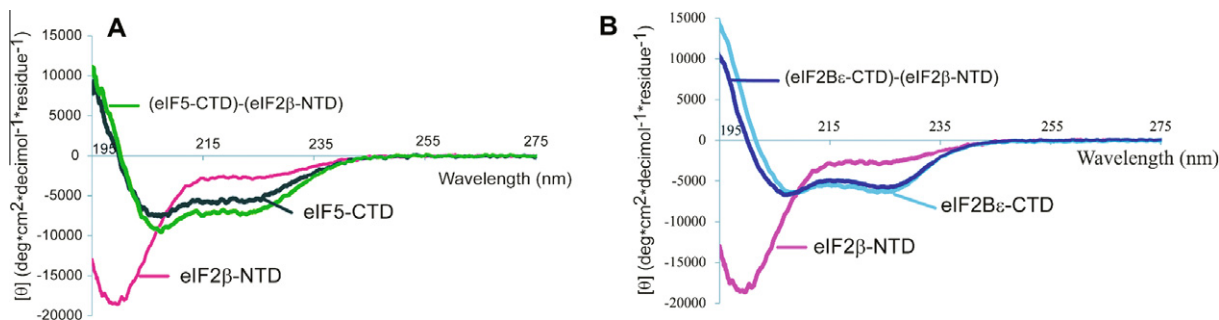 A
15000
10000
5000
0
-5000
-10000
-15000
-20000
[θ] (deg*cm²*decimol⁻¹*residue⁻¹)
195
215
235
255
275
Wavelength (nm)
(eIF5-CTD)-(eIF2β-NTD)
eIF5-CTD
eIF2β-NTD
B
15000
10000
5000
0
-5000
-10000
-15000
-20000
[θ] (deg*cm²*decimol⁻¹*residue⁻¹)
195
215
235
255
275
Wavelength (nm)
(eIF2Bε-CTD)-(eIF2β-NTD)
eIF2Bε-CTD
eIF2β-NTD